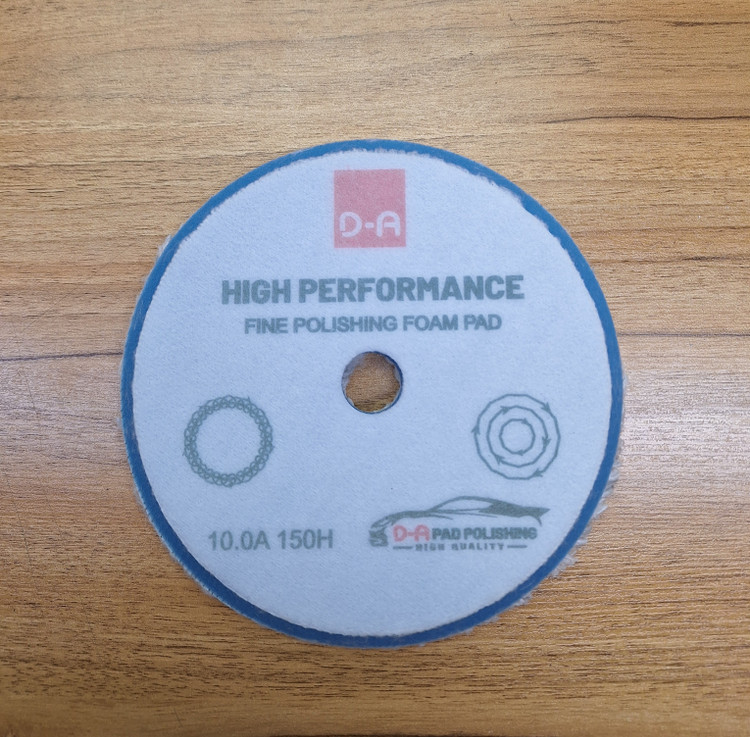 D-A
HIGH PERFORMANCE
FINE POLISHING FOAM PAD
10.0A 150H
D-A PAD POLISHING
HIGH QUALITY